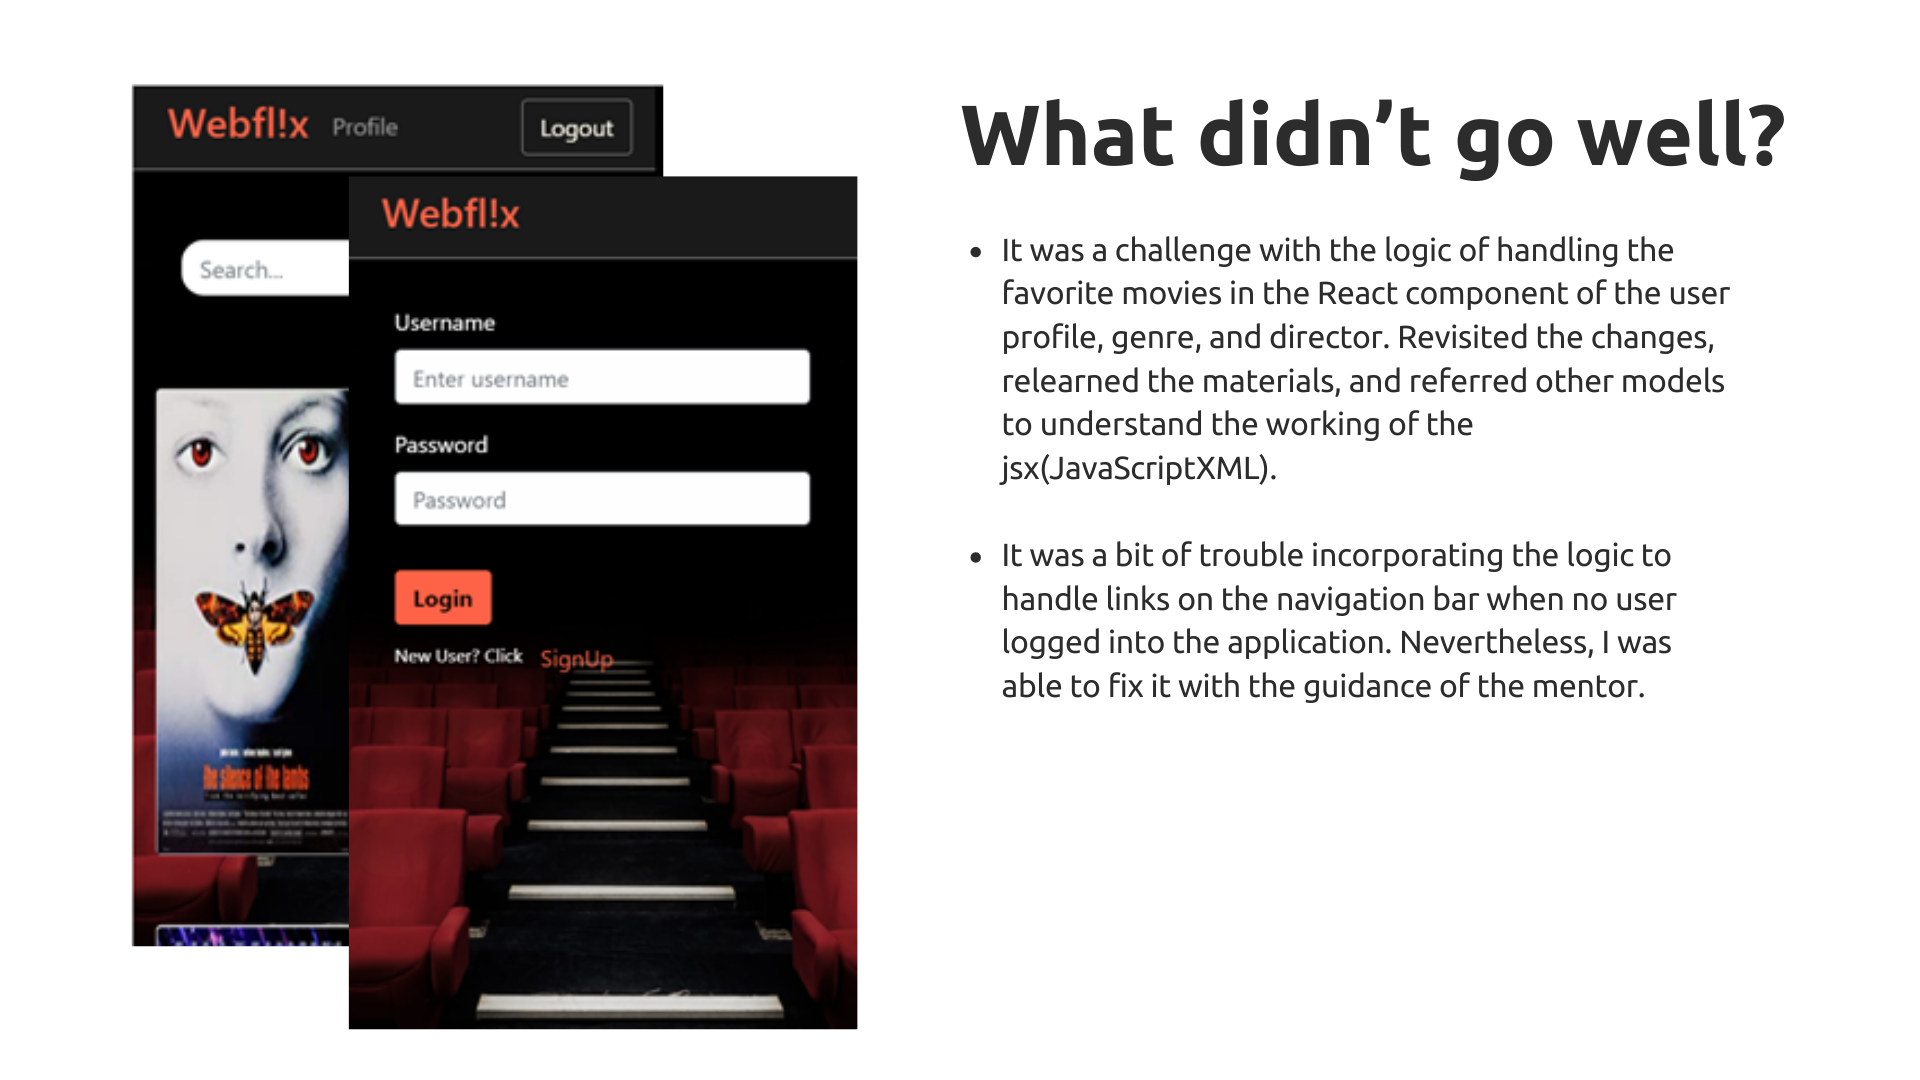 Webfl!x Profile Logout
Search...
the silence of the lambs
Webfl!x
Username
Enter username
Password
Password
Login
New User? Click SignUp
What didn’t go well?
• It was a challenge with the logic of handling the
favorite movies in the React component of the user
profile, genre, and director. Revisited the changes,
relearned the materials, and referred other models
to understand the working of the
jsx(JavaScriptXML).
• It was a bit of trouble incorporating the logic to
handle links on the navigation bar when no user
logged into the application. Nevertheless, I was
able to fix it with the guidance of the mentor.